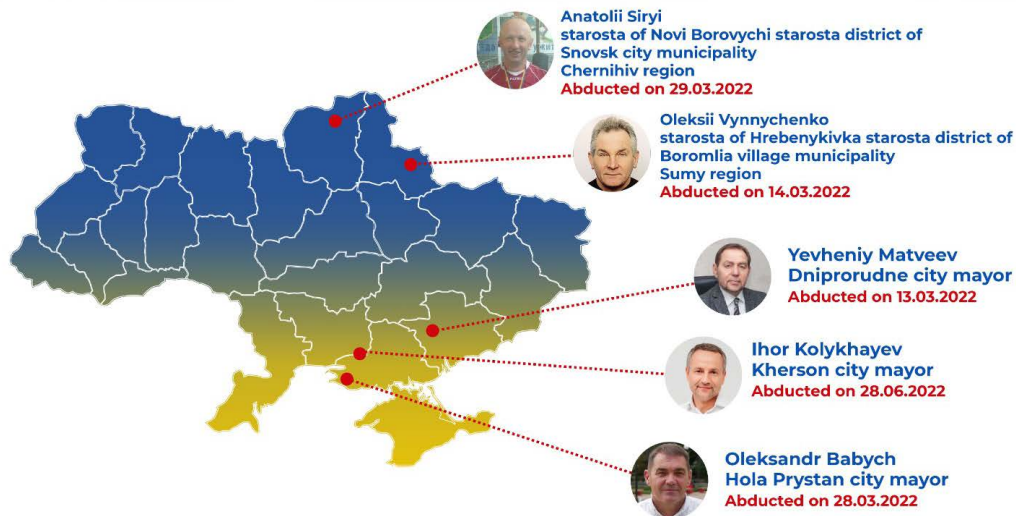 Anatolii Siryi
starosta of Novi Borovychi starosta district of
Snovsk city municipality
Chernihiv region
Abducted on 29.03.2022
Oleksii Vynnychenko
starosta of Hrebenykivka starosta district of
Boromlia village municipality
Sumy region
Abducted on 14.03.2022
Yevheniy Matveev
Dniprorudne city mayor
Abducted on 13.03.2022
Ihor Kolykhayev
Kherson city mayor
Abducted on 28.06.2022
Oleksandr Babych
Hola Prystan city mayor
Abducted on 28.03.2022